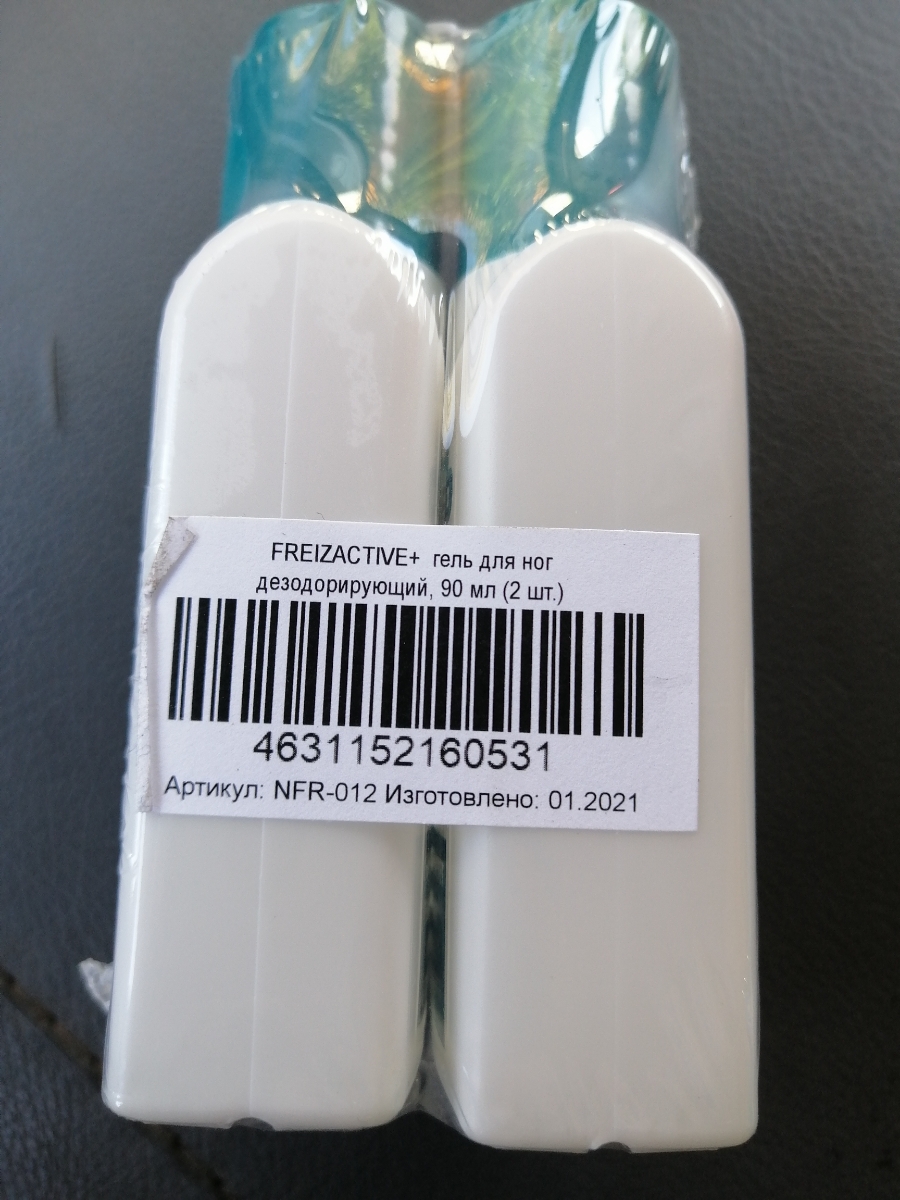 FREIZACTIVE+ гель для ног
дезодорирующий, 90 мл (2 шт.)
4631152160531
Артикул: NFR-012 Изготовлено: 01.2021